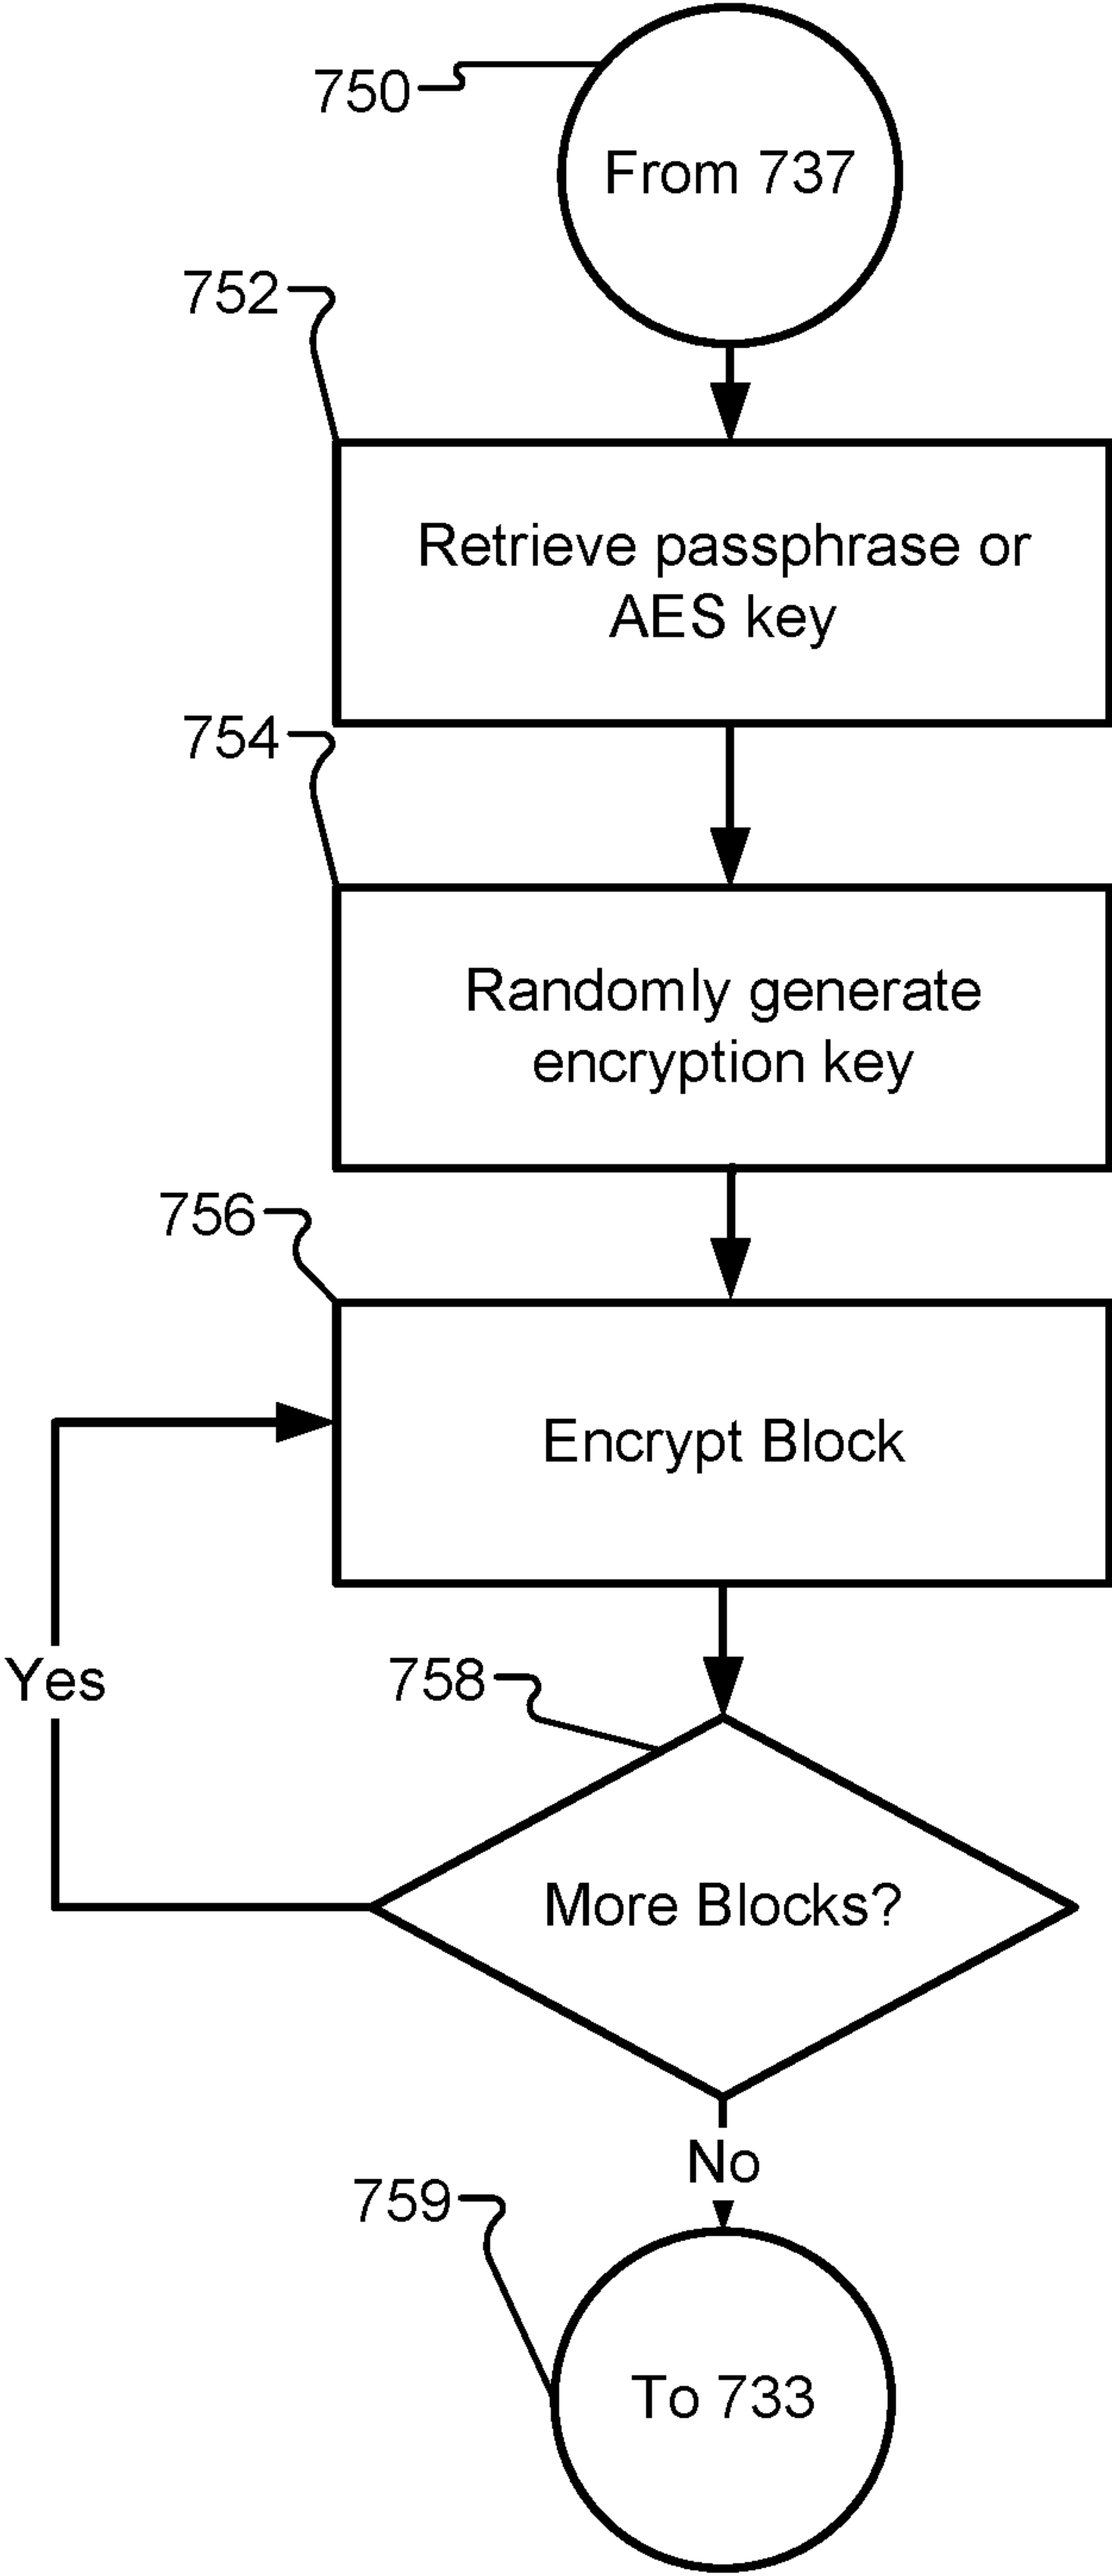 750
From 737
752
Retrieve passphrase or
AES key
754
Randomly generate
encryption key
756
Encrypt Block
Yes
758
More Blocks?
No
759
To 733